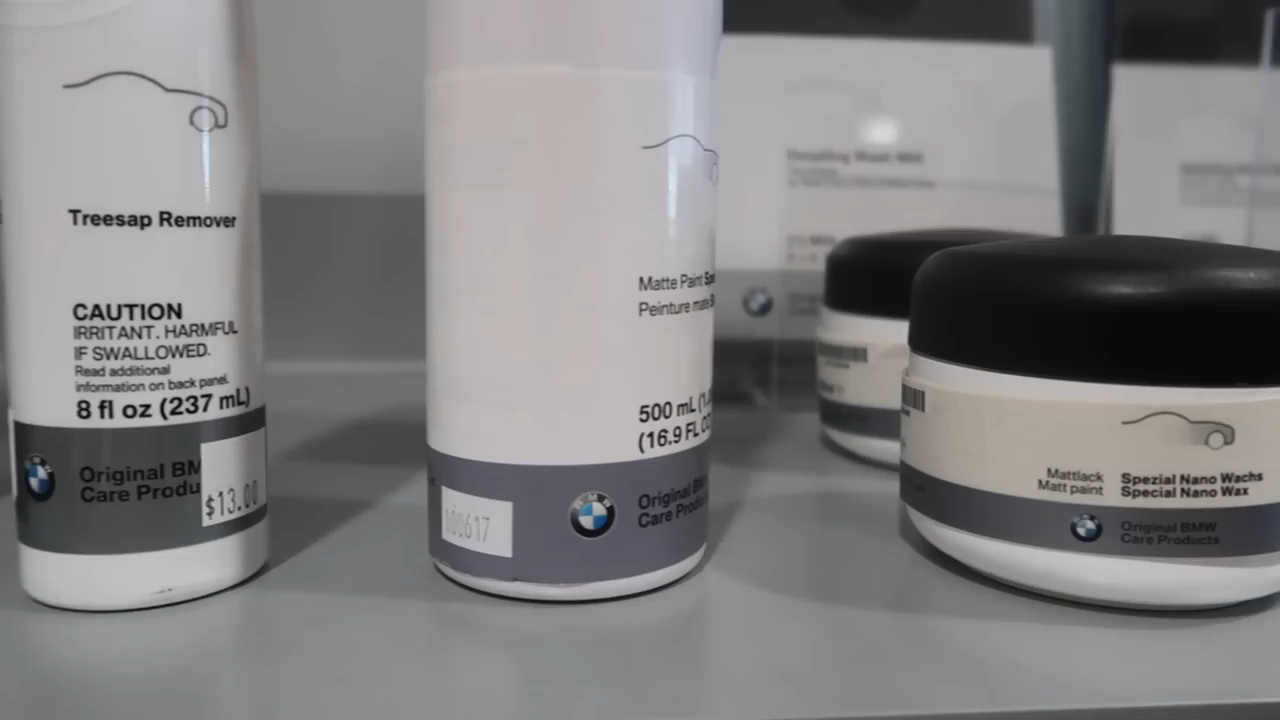 Treesap Remover
CAUTION
IRRITANT. HARMFUL
IF SWALLOWED.
Read additional
information on back panel.
8 fl oz (237 mL)
Original BM
Care Produ
$13.00
Matte Paint
Peinture mate
500 mL
(16.9 FL
100617
BMW
Original
Care
Mattlack
Matt paint
Spezial Nano Wachs
Special Nano Wax
Original BMW
Care Products